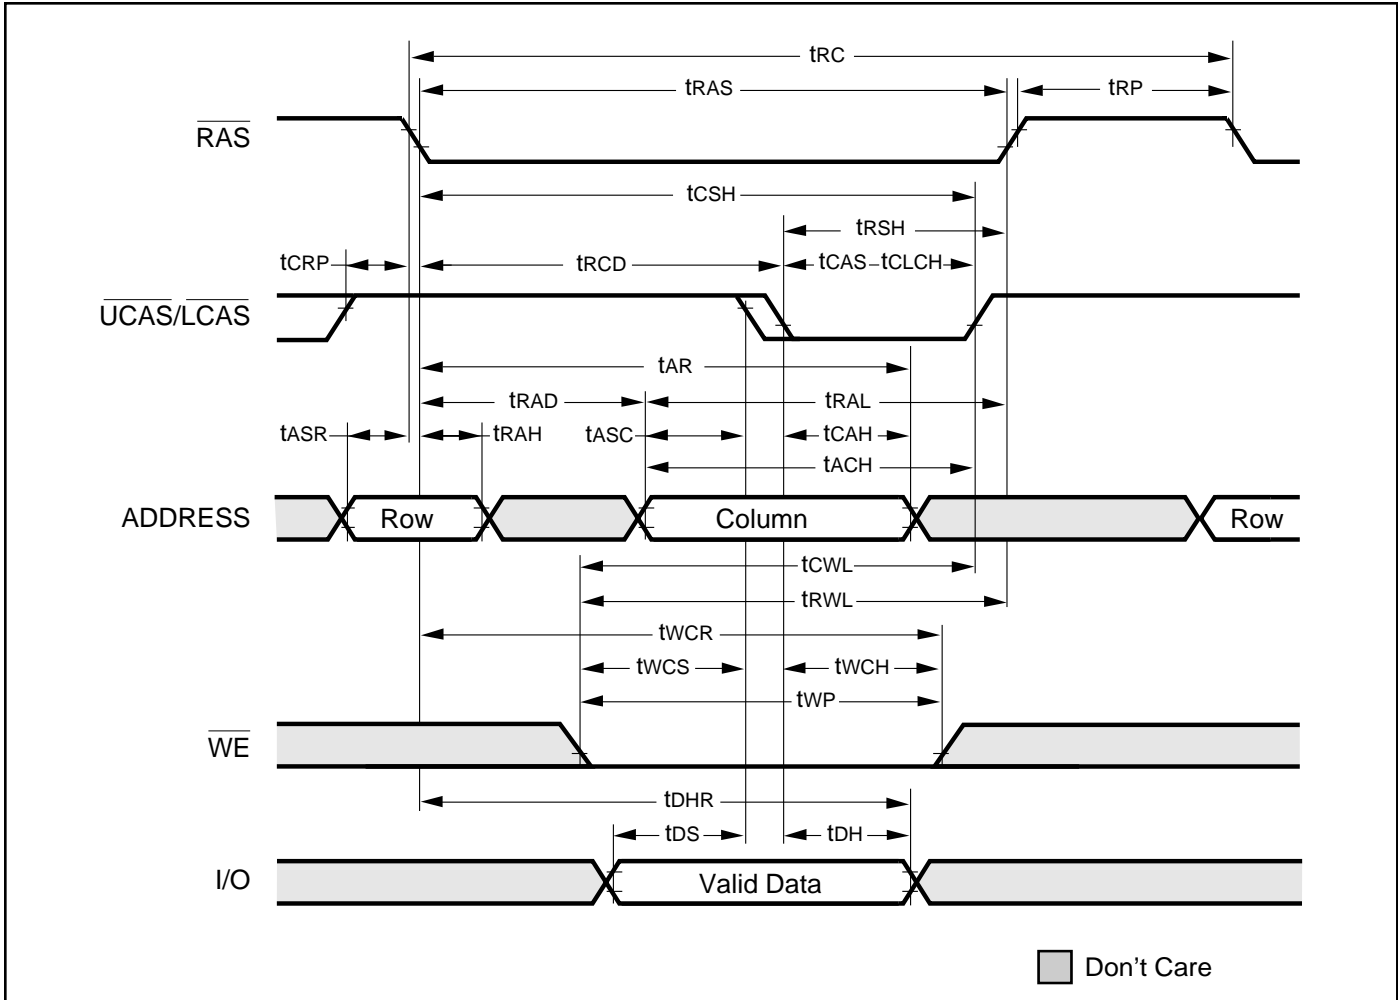 tRC
tRAS
tRP
RAS
tCSH
tRSH
tCRP
tRCD
tCAS
tCLCH
UCAS/LCAS
tAR
tRAD
tRAL
tASR
tRAH
tASC
tCAH
tACH
ADDRESS
Row
Column
Row
tCWL
tRWL
tWCR
tWCS
tWCH
tWP
WE
tDHR
tDS
tDH
I/O
Valid Data
Don't Care